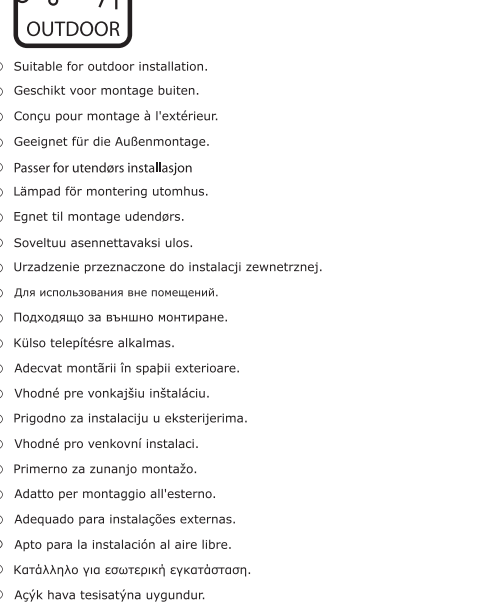 OUTDOOR
Suitable for outdoor installation.
Geschikt voor montage buiten.
Conçu pour montage à l'extérieur.
Geeignet für die Außenmontage.
Passer for utendørs installasjon
Lämpad för montering utomhus.
Egnet til montage udendørs.
Soveltuu asennettavaksi ulos.
Urzadzenie przeznaczone do instalacji zewnetrznej.
Для использования вне помещений.
Подходящо за външно монтиране.
Külso telepítésre alkalmas.
Adecvat montãrii în spaþii exterioare.
Vhodné pre vonkajšiu inštaláciu.
Prigodno za instalaciju u eksterijerima.
Vhodné pro venkovní instalaci.
Primerno za zunanjo montažo.
Adatto per montaggio all'esterno.
Adequado para instalações externas.
Apto para la instalación al aire libre.
Κατάλληλο για εσωτερική εγκατάσταση.
Açýk hava tesisatýna uygundur.